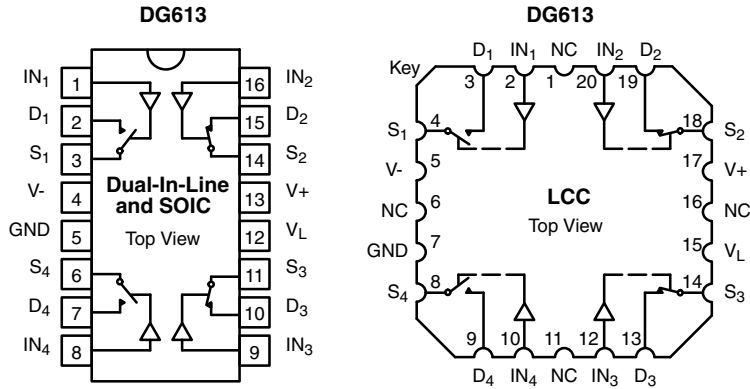 DG613
IN1 1 16 IN2
D1 2 15 D2
S1 3 14 S2
V- 4 13 V+
GND 5 12 VL
S4 6 11 S3
D4 7 10 D3
IN4 8 9 IN3
Dual-In-Line
and SOIC
Top View
DG613
D1 IN1 NC IN2 D2
Key
3 2 1 20 19
S1 4 18 S2
V- 5 17 V+
NC 6 16 NC
GND 7 15 VL
S4 8 14 S3
LCC
Top View
9 10 11 12 13
D4 IN4 NC IN3 D3